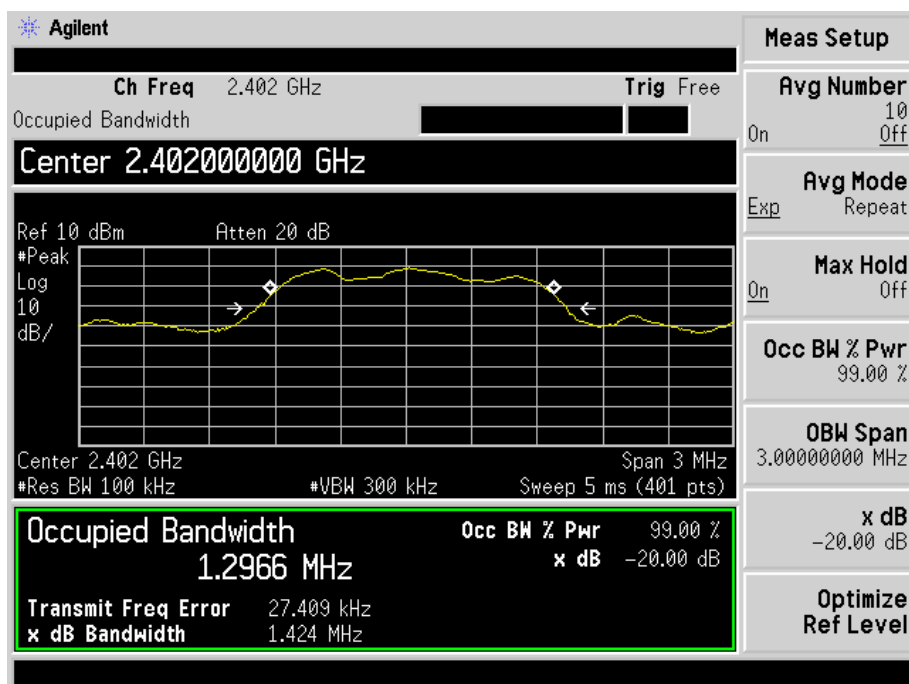 Agilent
Ch Freq 2.402 GHz Trig Free
Occupied Bandwidth
Center 2.402000000 GHz
Ref 10 dBm Atten 20 dB
#Peak
Log
10
dB/
Center 2.402 GHz Span 3 MHz
#Res BW 100 kHz #VBW 300 kHz Sweep 5 ms (401 pts)
Occupied Bandwidth Occ BW % Pwr 99.00 %
1.2966 MHz x dB -20.00 dB
Transmit Freq Error 27.409 kHz
x dB Bandwidth 1.424 MHz
Meas Setup
Avg Number
10
On Off
Avg Mode
Exp Repeat
Max Hold
On Off
Occ BW % Pwr
99.00 %
OBW Span
3.00000000 MHz
x dB
-20.00 dB
Optimize
Ref Level